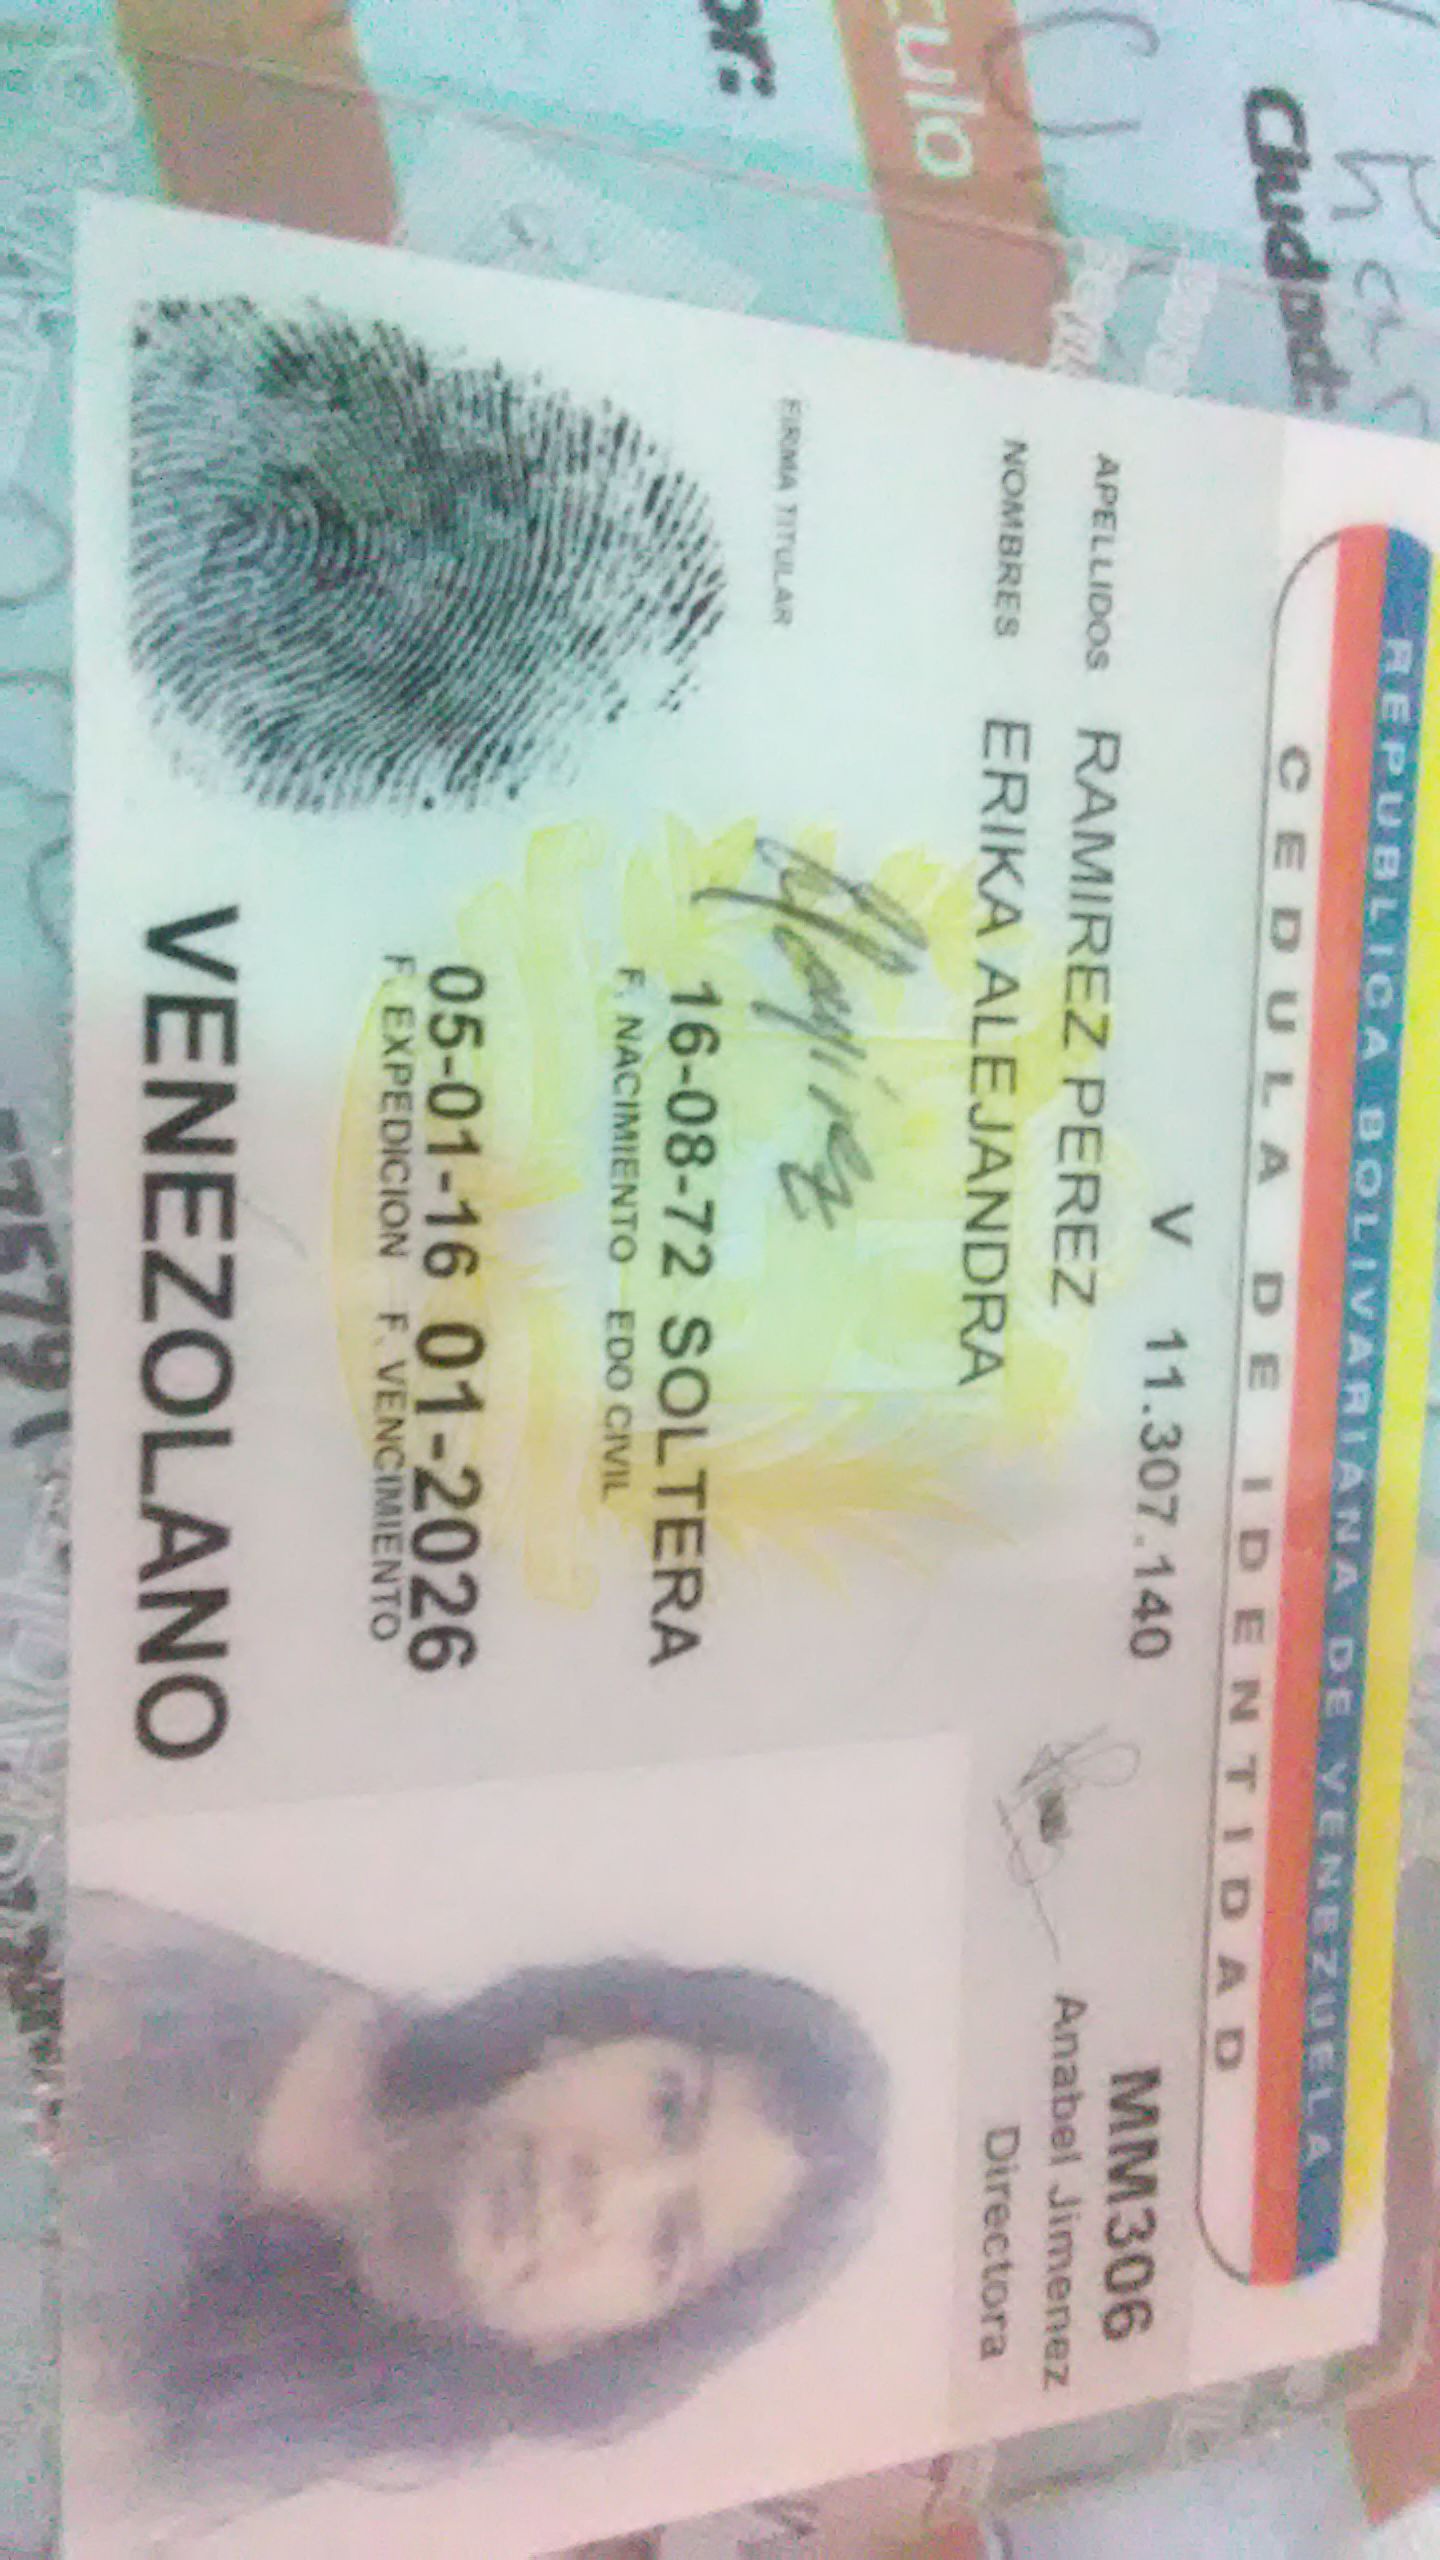 REPUBLICA BOLIVARIANA DE VENEZUELA
CEDULA DE IDENTIDAD
V 11.307.140
MM306
Anabel Jimenez
Directora
APELLIDOS RAMIREZ PEREZ
NOMBRES ERIKA ALEJANDRA
FIRMA TITULAR
Ramirez
16-08-72 SOLTERA
F. NACIMIENTO EDO CIVIL
05-01-16 01-2026
F. EXPEDICION F. VENCIMIENTO
VENEZOLANO
culo
or: